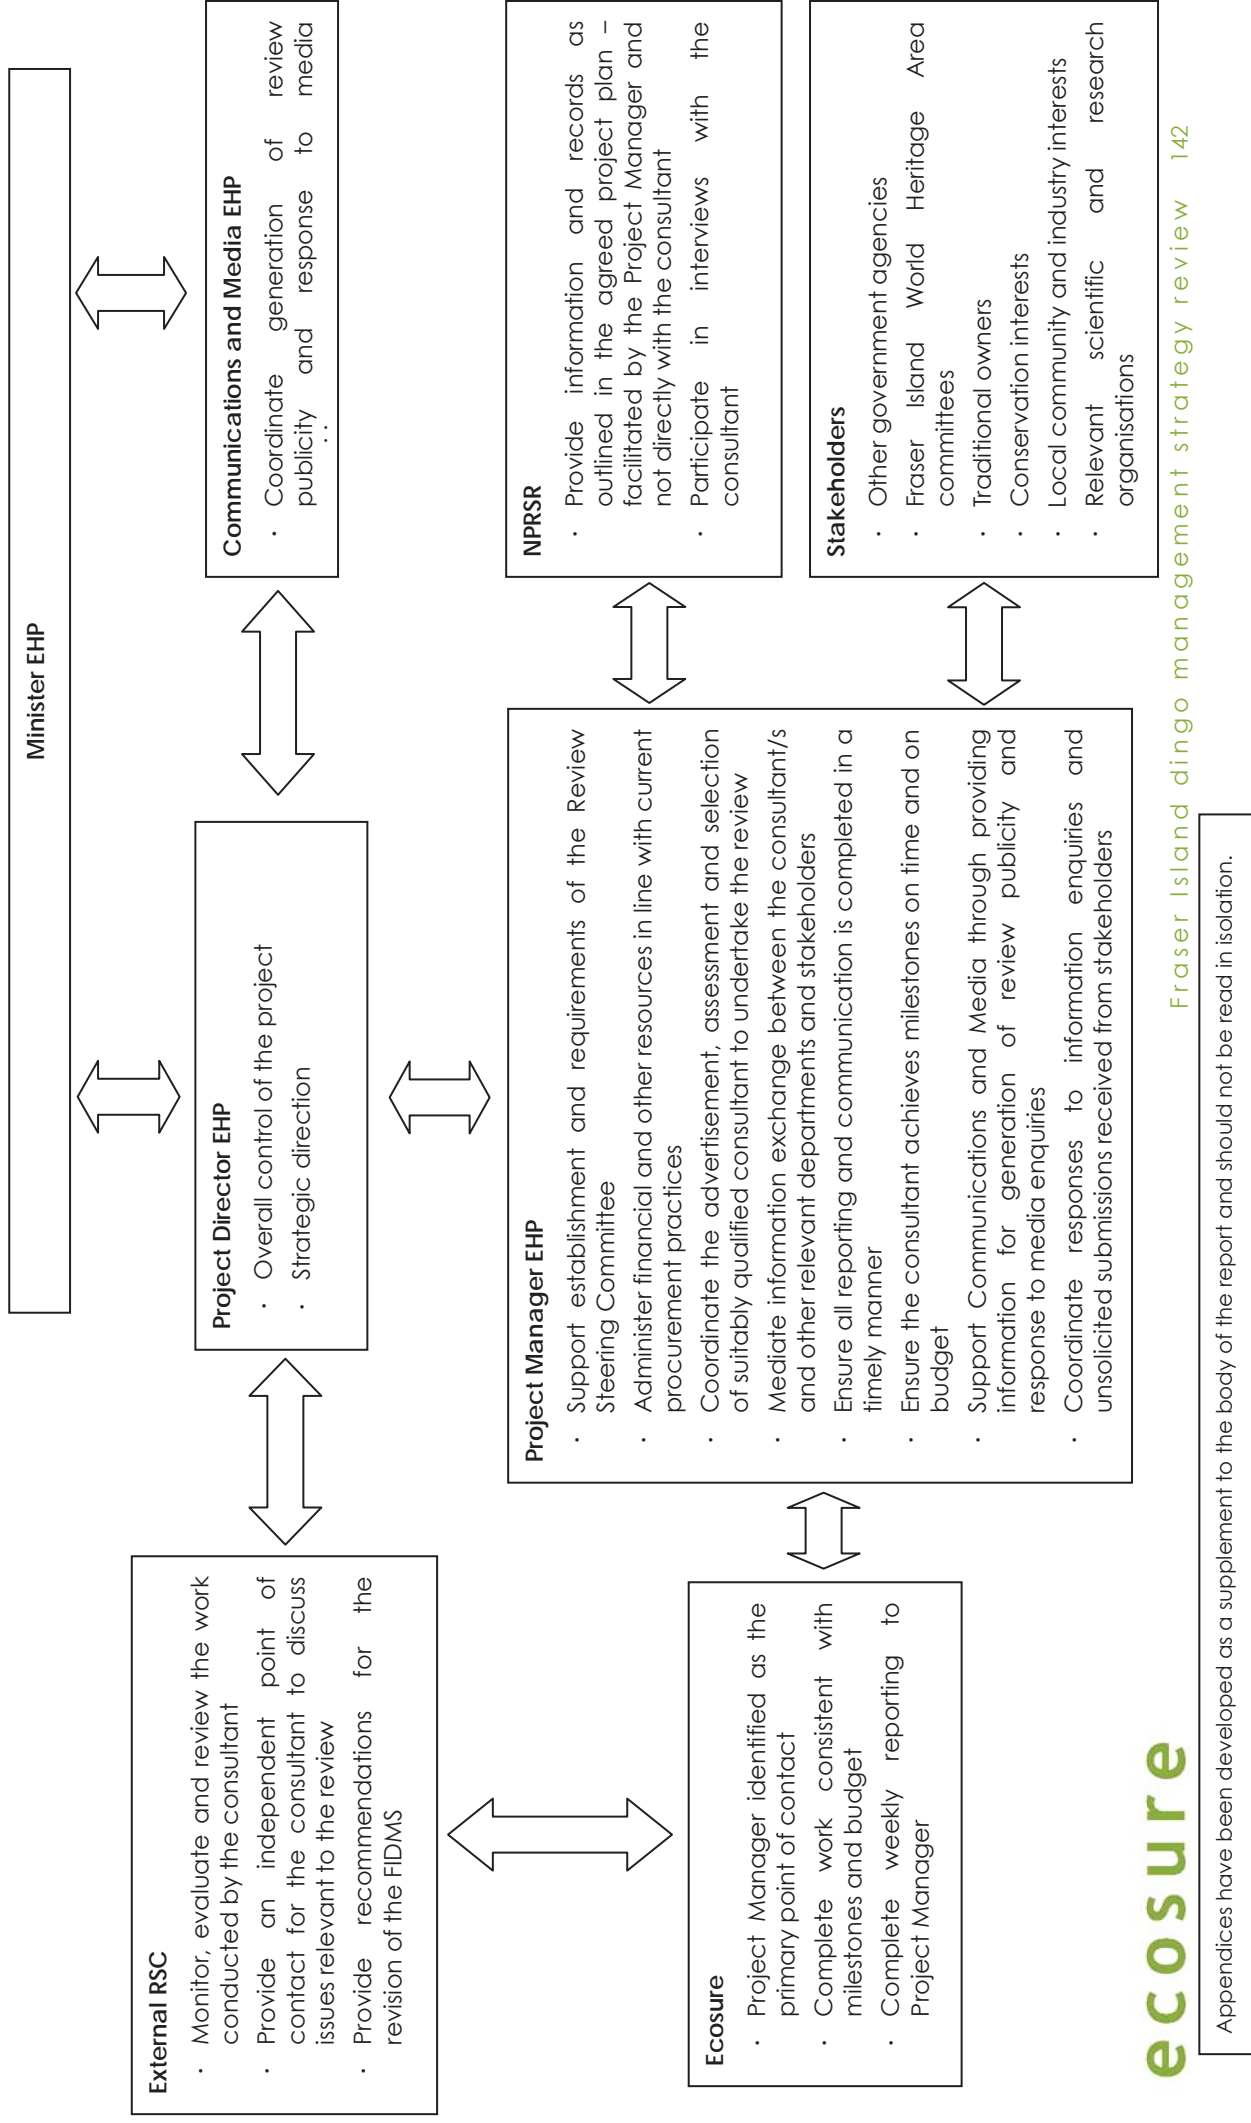 Minister EHP
External RSC
· Monitor, evaluate and review the work
conducted by the consultant
· Provide an independent point of
contact for the consultant to discuss
issues relevant to the review
· Provide recommendations for the
revision of the FIDMS
Project Director EHP
· Overall control of the project
· Strategic direction
Communications and Media EHP
· Coordinate generation of review
publicity and response to media
Ecosure
· Project Manager identified as the
primary point of contact
· Complete work consistent with
milestones and budget
· Complete weekly reporting to
Project Manager
Project Manager EHP
· Support establishment and requirements of the Review
Steering Committee
· Administer financial and other resources in line with current
procurement practices
· Coordinate the advertisement, assessment and selection
of suitably qualified consultant to undertake the review
· Mediate information exchange between the consultant/s
and other relevant departments and stakeholders
· Ensure all reporting and communication is completed in a
timely manner
· Ensure the consultant achieves milestones on time and on
budget
· Support Communications and Media through providing
information for generation of review publicity and
response to media enquiries
· Coordinate responses to information enquiries and
unsolicited submissions received from stakeholders
NPRSR
· Provide information and records as
outlined in the agreed project plan –
facilitated by the Project Manager and
not directly with the consultant
· Participate in interviews with the
consultant
Stakeholders
· Other government agencies
· Fraser Island World Heritage Area
committees
· Traditional owners
· Conservation interests
· Local community and industry interests
· Relevant scientific and research
organisations
ecosure
Fraser Island dingo management strategy review 142
Appendices have been developed as a supplement to the body of the report and should not be read in isolation.